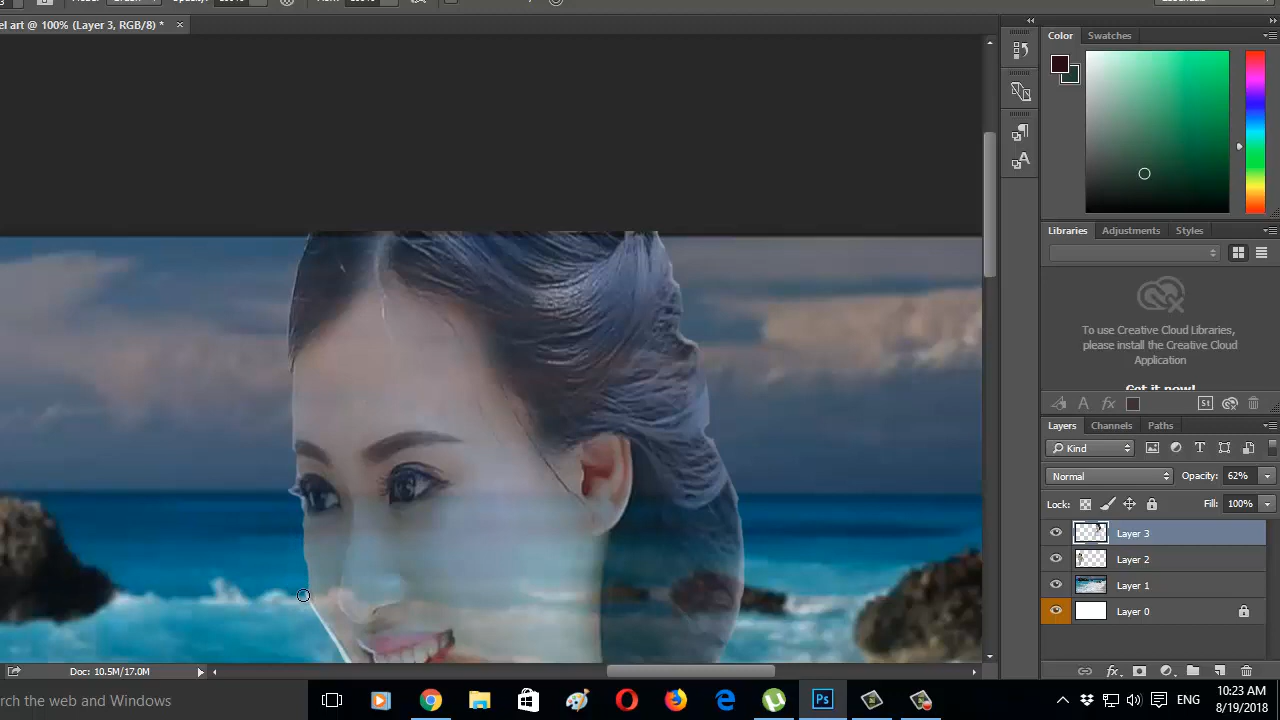 el art @ 100% (Layer 3, RGB/8) * ×
Essentials
Color Swatches
Libraries Adjustments Styles
To use Creative Cloud Libraries,
please install the Creative Cloud
Application
Get it now!
St
Layers Channels Paths
Kind
Normal Opacity: 62%
Lock: Fill: 100%
Layer 3
Layer 2
Layer 1
Layer 0
Doc: 10.5M/17.0M
rch the web and Windows
Ps
ENG
10:23 AM
8/19/2018